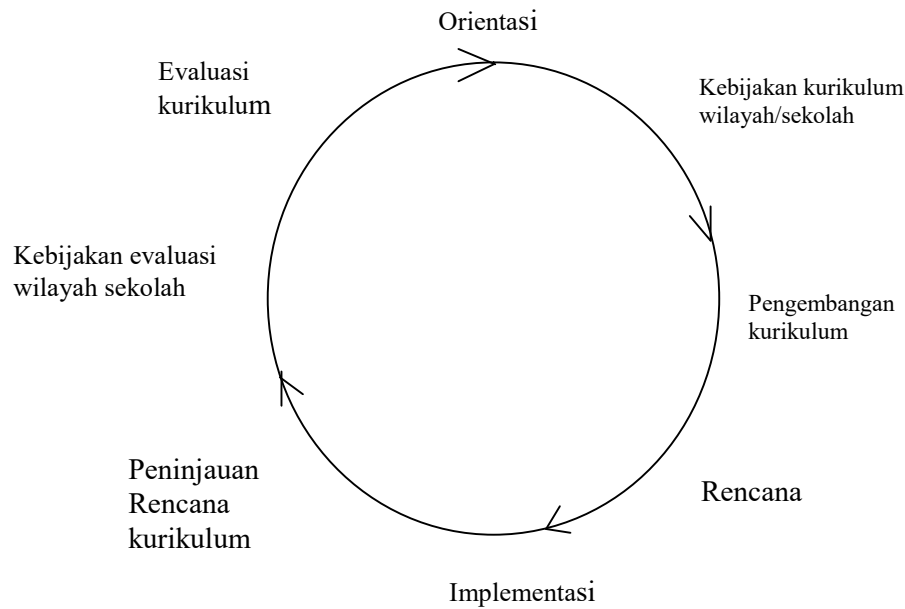 Orientasi
Evaluasi
kurikulum
Kebijakan kurikulum
wilayah/sekolah
Kebijakan evaluasi
wilayah sekolah
Pengembangan
kurikulum
Peninjauan
Rencana
kurikulum
Rencana
Implementasi